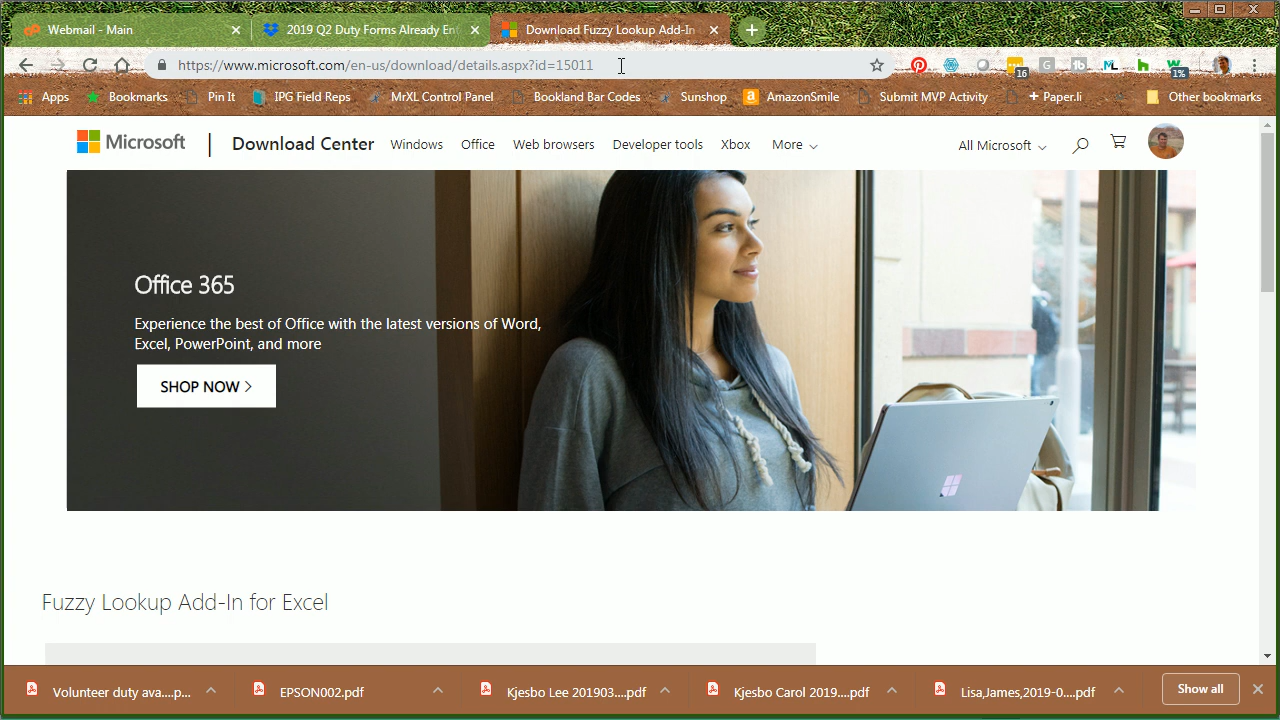 Webmail - Main
2019 Q2 Duty Forms Already Ent
Download Fuzzy Lookup Add-In
https://www.microsoft.com/en-us/download/details.aspx?id=15011
16
1%
Apps
Bookmarks
Pin It
IPG Field Reps
MrXL Control Panel
Bookland Bar Codes
Sunshop
AmazonSmile
Submit MVP Activity
+ Paper.li
Other bookmarks
Microsoft
Download Center
Windows
Office
Web browsers
Developer tools
Xbox
More
All Microsoft
Office 365
Experience the best of Office with the latest versions of Word,
Excel, PowerPoint, and more
SHOP NOW >
Fuzzy Lookup Add-In for Excel
Volunteer duty ava....p...
EPSON002.pdf
Kjesbo Lee 201903....pdf
Kjesbo Carol 2019....pdf
Lisa,James,2019-0....pdf
Show all